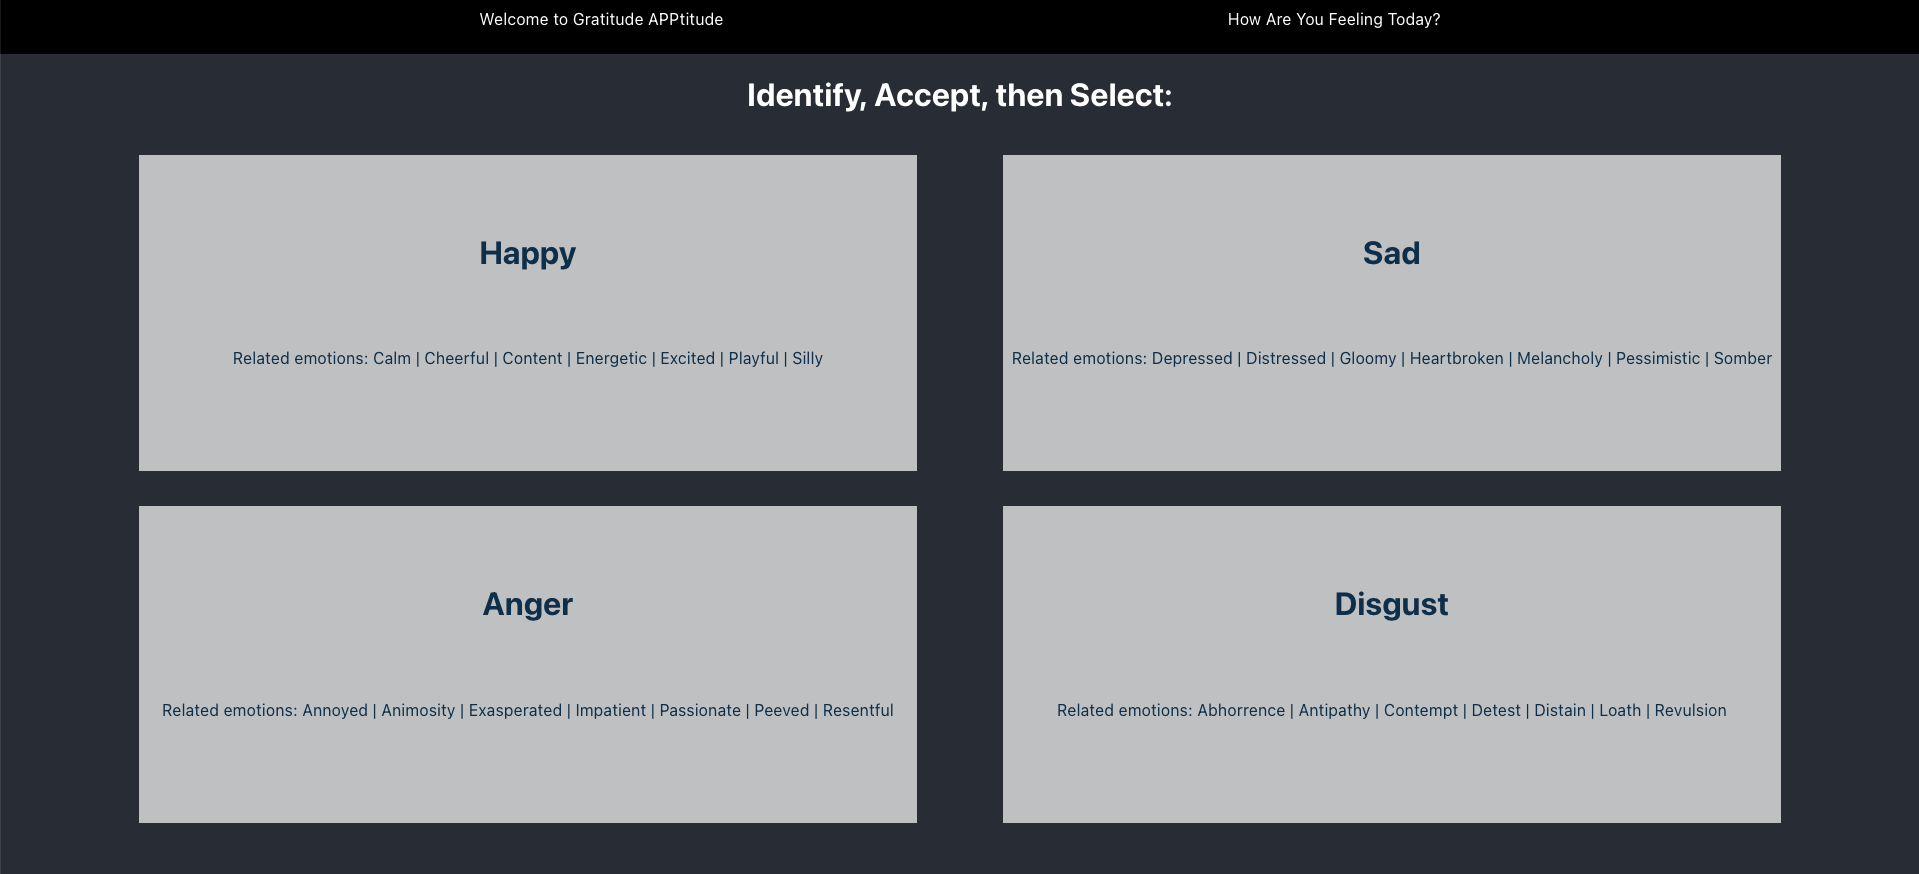 Welcome to Gratitude APPtitude
How Are You Feeling Today?
Identify, Accept, then Select:
Happy
Related emotions: Calm | Cheerful | Content | Energetic | Excited | Playful | Silly
Sad
Related emotions: Depressed | Distressed | Gloomy | Heartbroken | Melancholy | Pessimistic | Somber
Anger
Related emotions: Annoyed | Animosity | Exasperated | Impatient | Passionate | Peeved | Resentful
Disgust
Related emotions: Abhorrence | Antipathy | Contempt | Detest | Distain | Loath | Revulsion